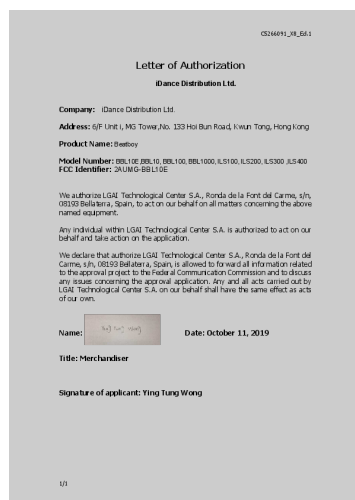 CS266091_X8_Ed.1
Letter of Authorization
iDance Distribution Ltd.
Company: iDance Distribution Ltd.
Address: 6/F Unit i, MG Tower,No. 133 Hoi Bun Road, Kwun Tong, Hong Kong
Product Name: Beatboy
Model Number: BBL10E,BBL10, BBL100, BBL1000, ILS100, ILS200, ILS300 ,ILS400
FCC Identifier: 2AUMG-BBL10E
We authorize LGAI Technological Center S.A., Ronda de la Font del Carme, s/n,
08193 Bellaterra, Spain, to act on our behalf on all matters concerning the above
named equipment.
Any individual within LGAI Technological Center S.A. is authorized to act on our
behalf and take action on the application.
We declare that authorize LGAI Technological Center S.A., Ronda de la Font del
Carme, s/n, 08193 Bellaterra, Spain, is allowed to forward all information related
to the approval project to the Federal Communication Commission and to discuss
any issues concerning the approval application. Any and all acts carried out by
LGAI Technological Center S.A. on our behalf shall have the same effect as acts
of our own.
Name: Date: October 11, 2019
Title: Merchandiser
Signature of applicant: Ying Tung Wong
1/1